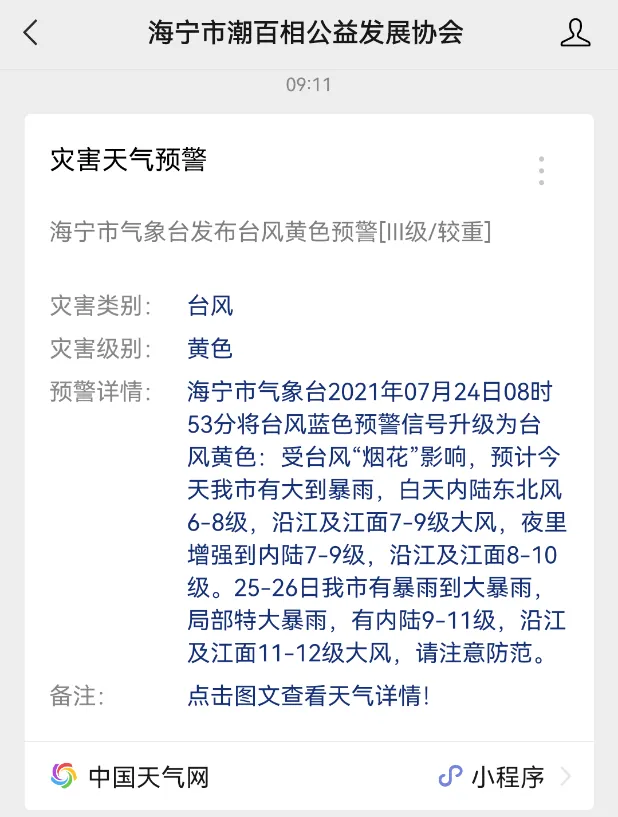 海宁市潮百相公益发展协会
09:11
灾害天气预警
海宁市气象台发布台风黄色预警[III级/较重]
灾害类别： 台风
灾害级别： 黄色
预警详情： 海宁市气象台2021年07月24日08时
53分将台风蓝色预警信号升级为台
风黄色：受台风“烟花”影响，预计今
天我市有大到暴雨，白天内陆东北风
6-8级，沿江及江面7-9级大风，夜里
增强到内陆7-9级，沿江及江面8-10
级。25-26日我市有暴雨到大暴雨，
局部特大暴雨，有内陆9-11级，沿江
及江面11-12级大风，请注意防范。
备注： 点击图文查看天气详情！
中国天气网 小程序